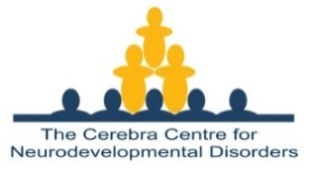 The Cerebra Centre for
Neurodevelopmental Disorders